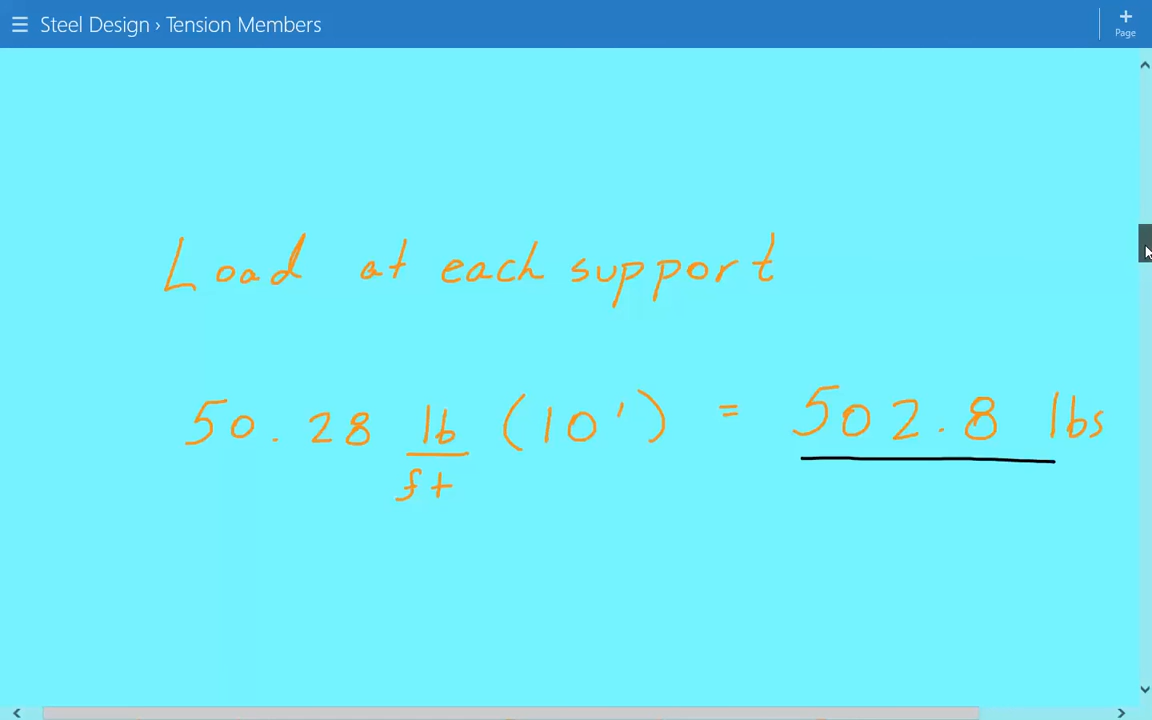 Steel Design › Tension Members
Page
Load at each support
50.28 lb/ft (10') = 502.8 lbs